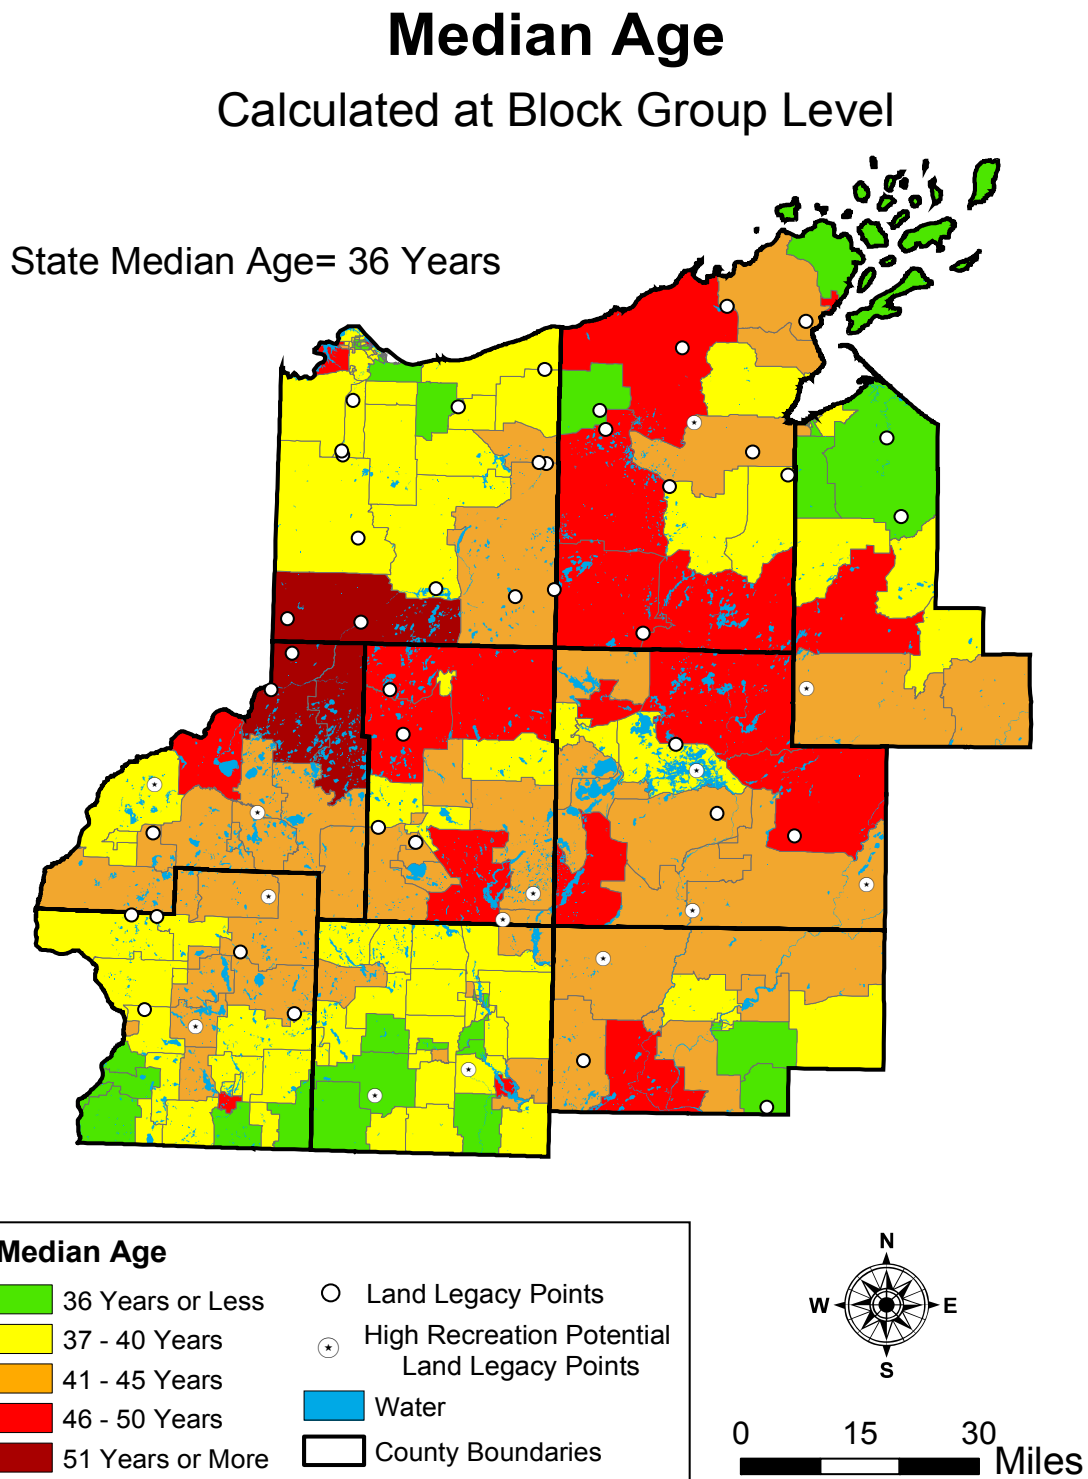 Median Age
Calculated at Block Group Level
State Median Age= 36 Years
Median Age
36 Years or Less
37 - 40 Years
41 - 45 Years
46 - 50 Years
51 Years or More
Land Legacy Points
High Recreation Potential
Land Legacy Points
Water
County Boundaries
N
W
E
S
0 15 30
Miles